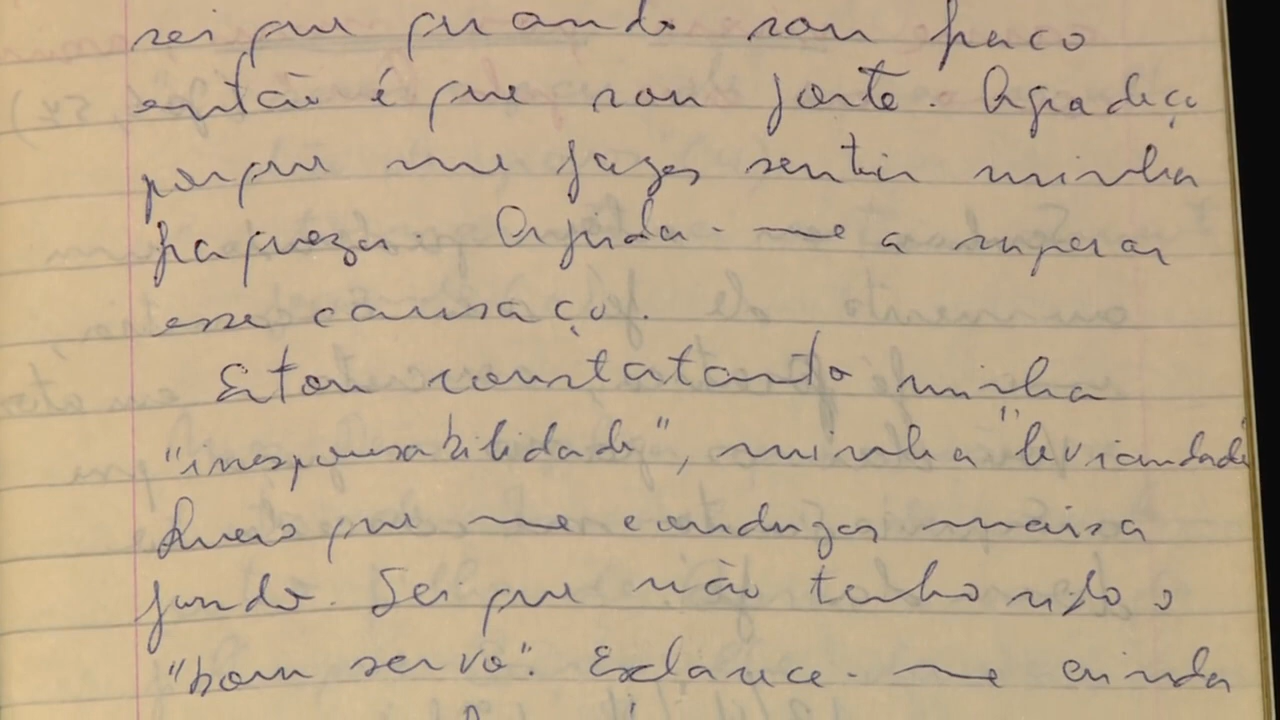 sei que quando sou fraco
então é que sou forte. Agradeço
porque me fazes sentir minha
fraqueza. Ajuda-me a superar
esse cansaço.
Estou constatando minha
"irresponsabilidade", minha "leviandade"
Quero que me conduzas mais a
fundo. Sei que não tenho sido o
"bom servo". Esclarece-me ainda